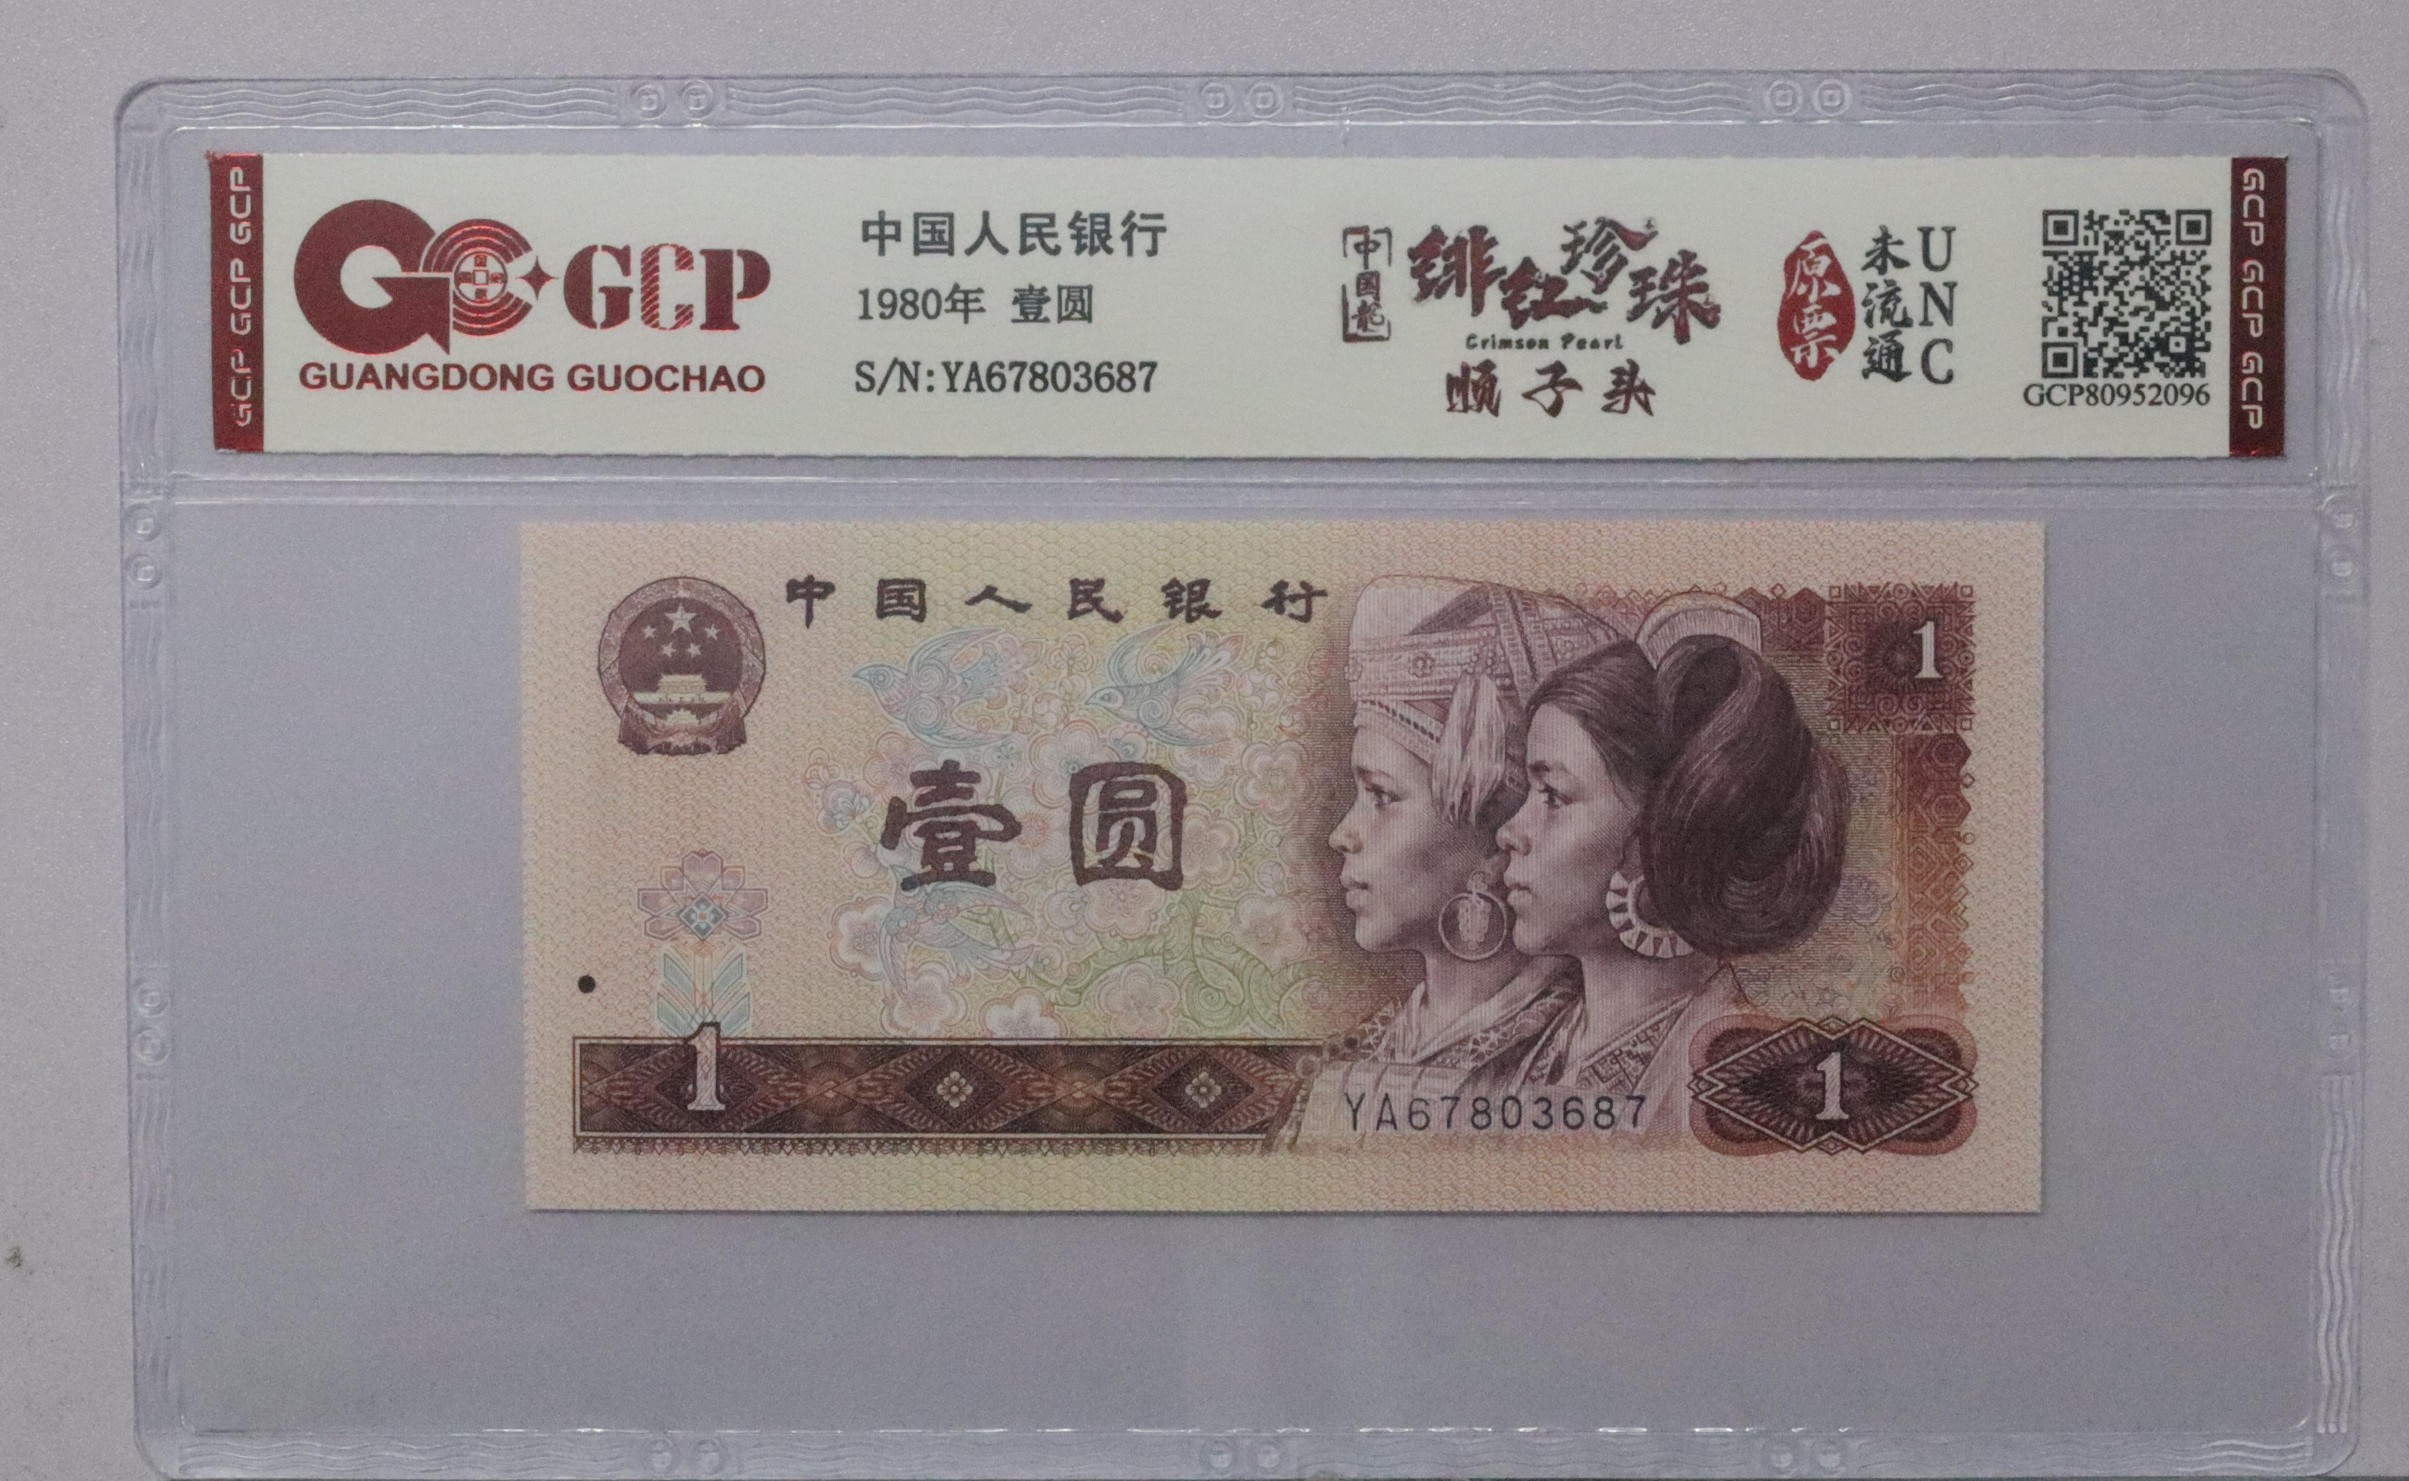 GCP GCP GCP
GCP
GUANGDONG GUOCHAO
中国人民银行
1980年 壹圆
S/N:YA67803687
中国龍
绯红珍珠
Crimson Pearl
顺子头
原票
未流通
UNC
GCP80952096
GCP GCP GCP
中国人民银行
1
壹圆
1
YA67803687
1